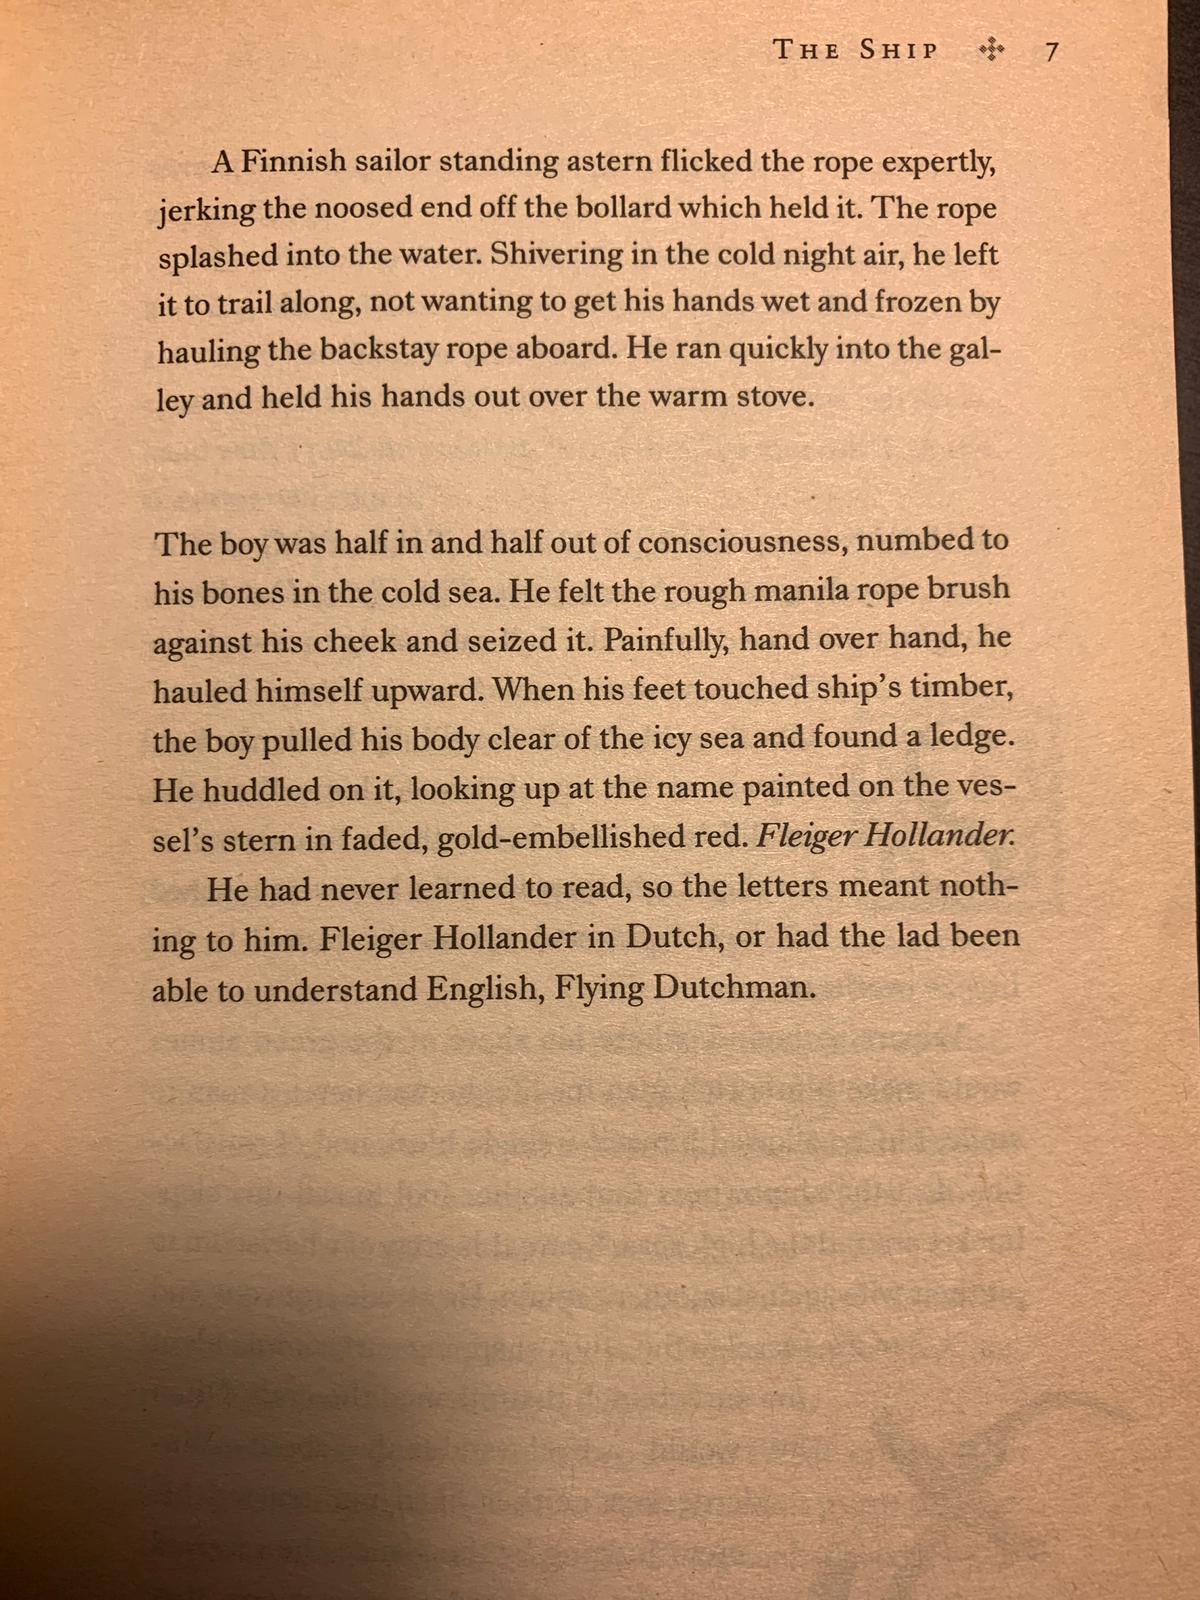 THE SHIP 7
A Finnish sailor standing astern flicked the rope expertly,
jerking the noosed end off the bollard which held it. The rope
splashed into the water. Shivering in the cold night air, he left
it to trail along, not wanting to get his hands wet and frozen by
hauling the backstay rope aboard. He ran quickly into the gal-
ley and held his hands out over the warm stove.
The boy was half in and half out of consciousness, numbed to
his bones in the cold sea. He felt the rough manila rope brush
against his cheek and seized it. Painfully, hand over hand, he
hauled himself upward. When his feet touched ship's timber,
the boy pulled his body clear of the icy sea and found a ledge.
He huddled on it, looking up at the name painted on the ves-
sel's stern in faded, gold-embellished red. Fleiger Hollander.
He had never learned to read, so the letters meant noth-
ing to him. Fleiger Hollander in Dutch, or had the lad been
able to understand English, Flying Dutchman.